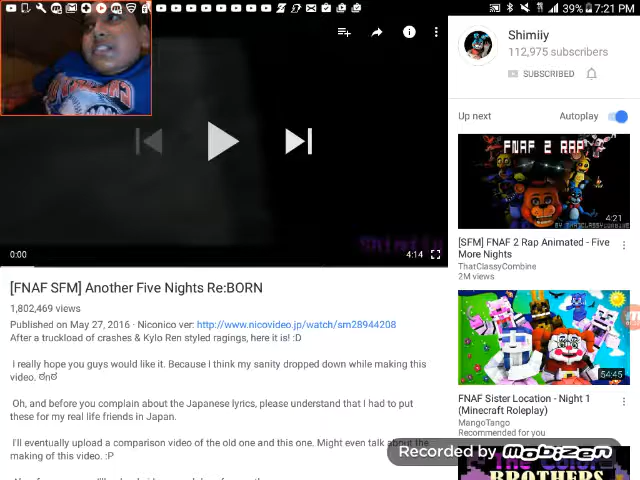 39% 7:21 PM
Shimiiy
112,975 subscribers
SUBSCRIBED
Up next
Autoplay
FNAF 2 RAP
4:21
[SFM] FNAF 2 Rap Animated - Five
More Nights
ThatClassyCombine
2M views
54:45
FNAF Sister Location - Night 1
(Minecraft Roleplay)
MangoTango
Recommended for you
BROTHERS
0:00
4:14
[FNAF SFM] Another Five Nights Re:BORN
1,802,469 views
Published on May 27, 2016 · Niconico ver: http://www.nicovideo.jp/watch/sm28944208
After a truckload of crashes & Kylo Ren styled ragings, here it is! :D
I really hope you guys would like it. Because I think my sanity dropped down while making this
video.
Oh, and before you complain about the Japanese lyrics, please understand that I had to put
these for my real life friends in Japan.
I'll eventually upload a comparison video of the old one and this one. Might even talk about the
making of this video. :P
Recorded by mobizen